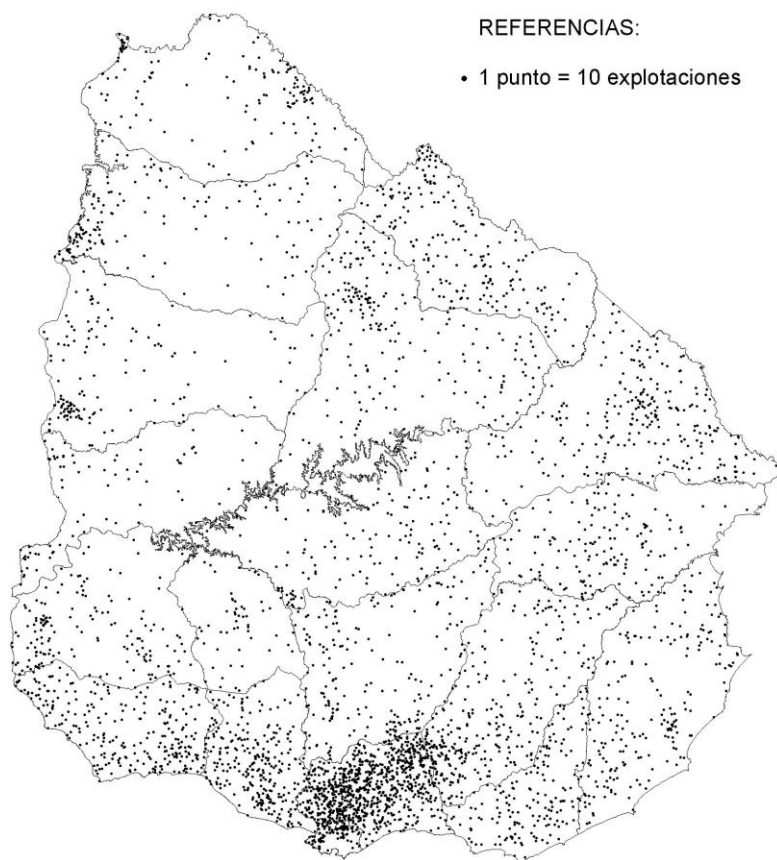 REFERENCIAS:
• 1 punto = 10 explotaciones